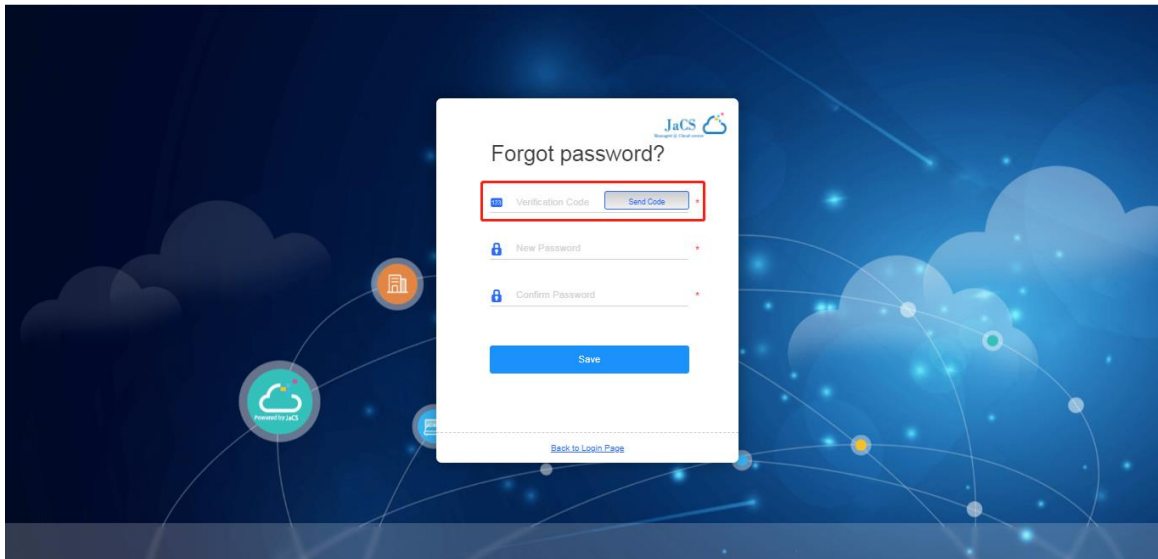 JaCS
Forgot password?
123
Verification Code
Send Code
*
New Password
*
Confirm Password
*
Save
Powered by JaCS
Back to Login Page